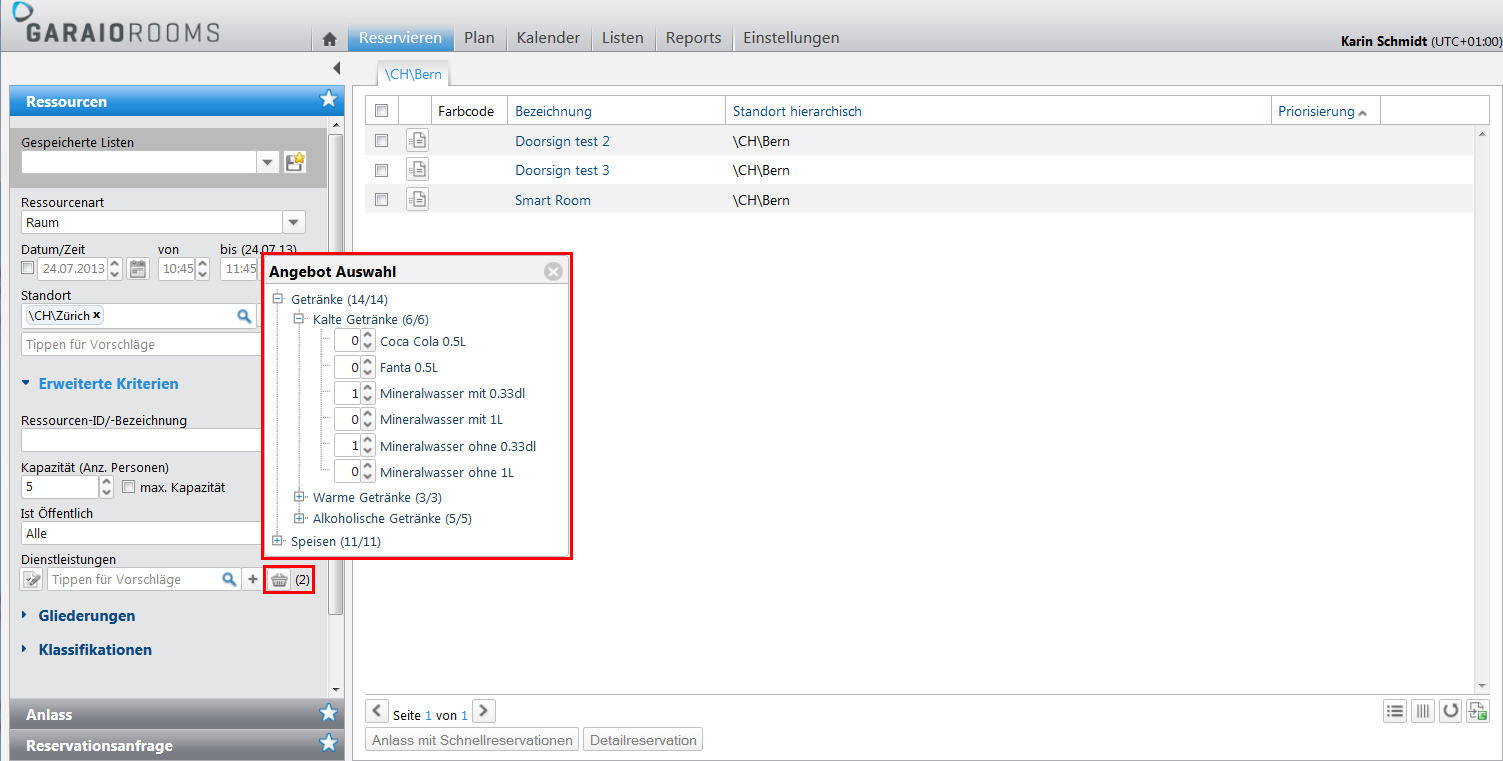 GARAIOROOMS
Reservieren Plan Kalender Listen Reports Einstellungen
Karin Schmidt (UTC+01:00)
\CH\Bern
Ressourcen
Gespeicherte Listen
Ressourcenart
Raum
Datum/Zeit von bis (24.07.13)
24.07.2013 10:45 11:45
Standort
\CH\Zürich ×
Tippen für Vorschläge
Erweiterte Kriterien
Ressourcen-ID/-Bezeichnung
Kapazität (Anz. Personen)
5 max. Kapazität
Ist Öffentlich
Alle
Dienstleistungen
Tippen für Vorschläge + (2)
Gliederungen
Klassifikationen
Anlass
Reservationsanfrage
Angebot Auswahl
Getränke (14/14)
Kalte Getränke (6/6)
0 Coca Cola 0.5L
0 Fanta 0.5L
1 Mineralwasser mit 0.33dl
0 Mineralwasser mit 1L
1 Mineralwasser ohne 0.33dl
0 Mineralwasser ohne 1L
Warme Getränke (3/3)
Alkoholische Getränke (5/5)
Speisen (11/11)
Farbcode Bezeichnung Standort hierarchisch Priorisierung
Doorsign test 2 \CH\Bern
Doorsign test 3 \CH\Bern
Smart Room \CH\Bern
Seite 1 von 1
Anlass mit Schnellreservationen Detailreservation